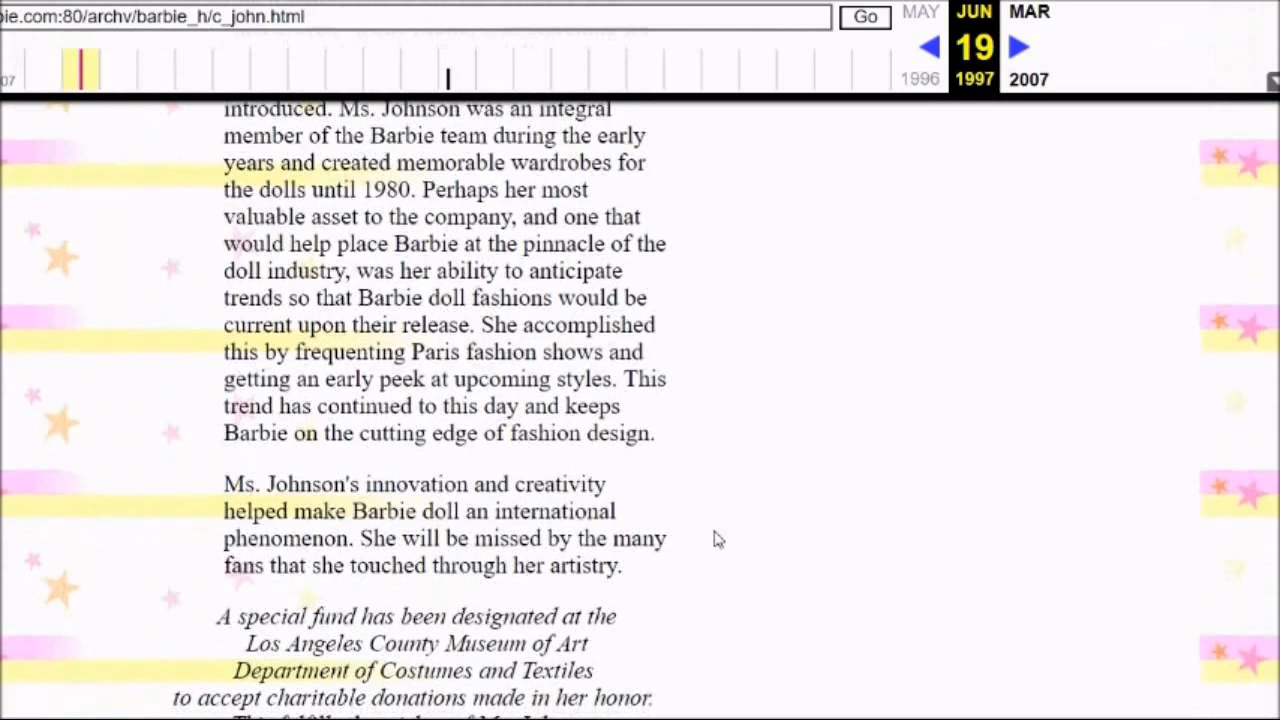 ie.com:80/archv/barbie_h/c_john.html
Go
MAY
JUN
MAR
19
1996
1997
2007
07
introduced. Ms. Johnson was an integral
member of the Barbie team during the early
years and created memorable wardrobes for
the dolls until 1980. Perhaps her most
valuable asset to the company, and one that
would help place Barbie at the pinnacle of the
doll industry, was her ability to anticipate
trends so that Barbie doll fashions would be
current upon their release. She accomplished
this by frequenting Paris fashion shows and
getting an early peek at upcoming styles. This
trend has continued to this day and keeps
Barbie on the cutting edge of fashion design.
Ms. Johnson's innovation and creativity
helped make Barbie doll an international
phenomenon. She will be missed by the many
fans that she touched through her artistry.
A special fund has been designated at the
Los Angeles County Museum of Art
Department of Costumes and Textiles
to accept charitable donations made in her honor.